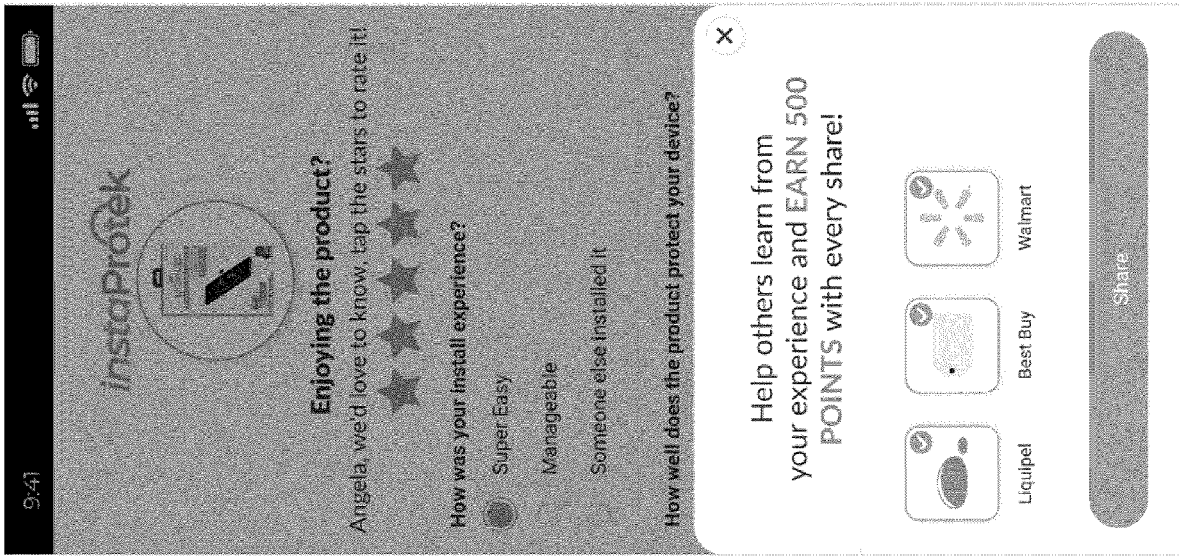 9:41
instaProtek
Enjoying the product?
Angela, we'd love to know, tap the stars to rate it!
How was your install experience?
Super Easy
Manageable
Someone else installed it
How well does the product protect your device?
Help others learn from
your experience and EARN 500
POINTS with every share!
Liquipel
Best Buy
Walmart
Share